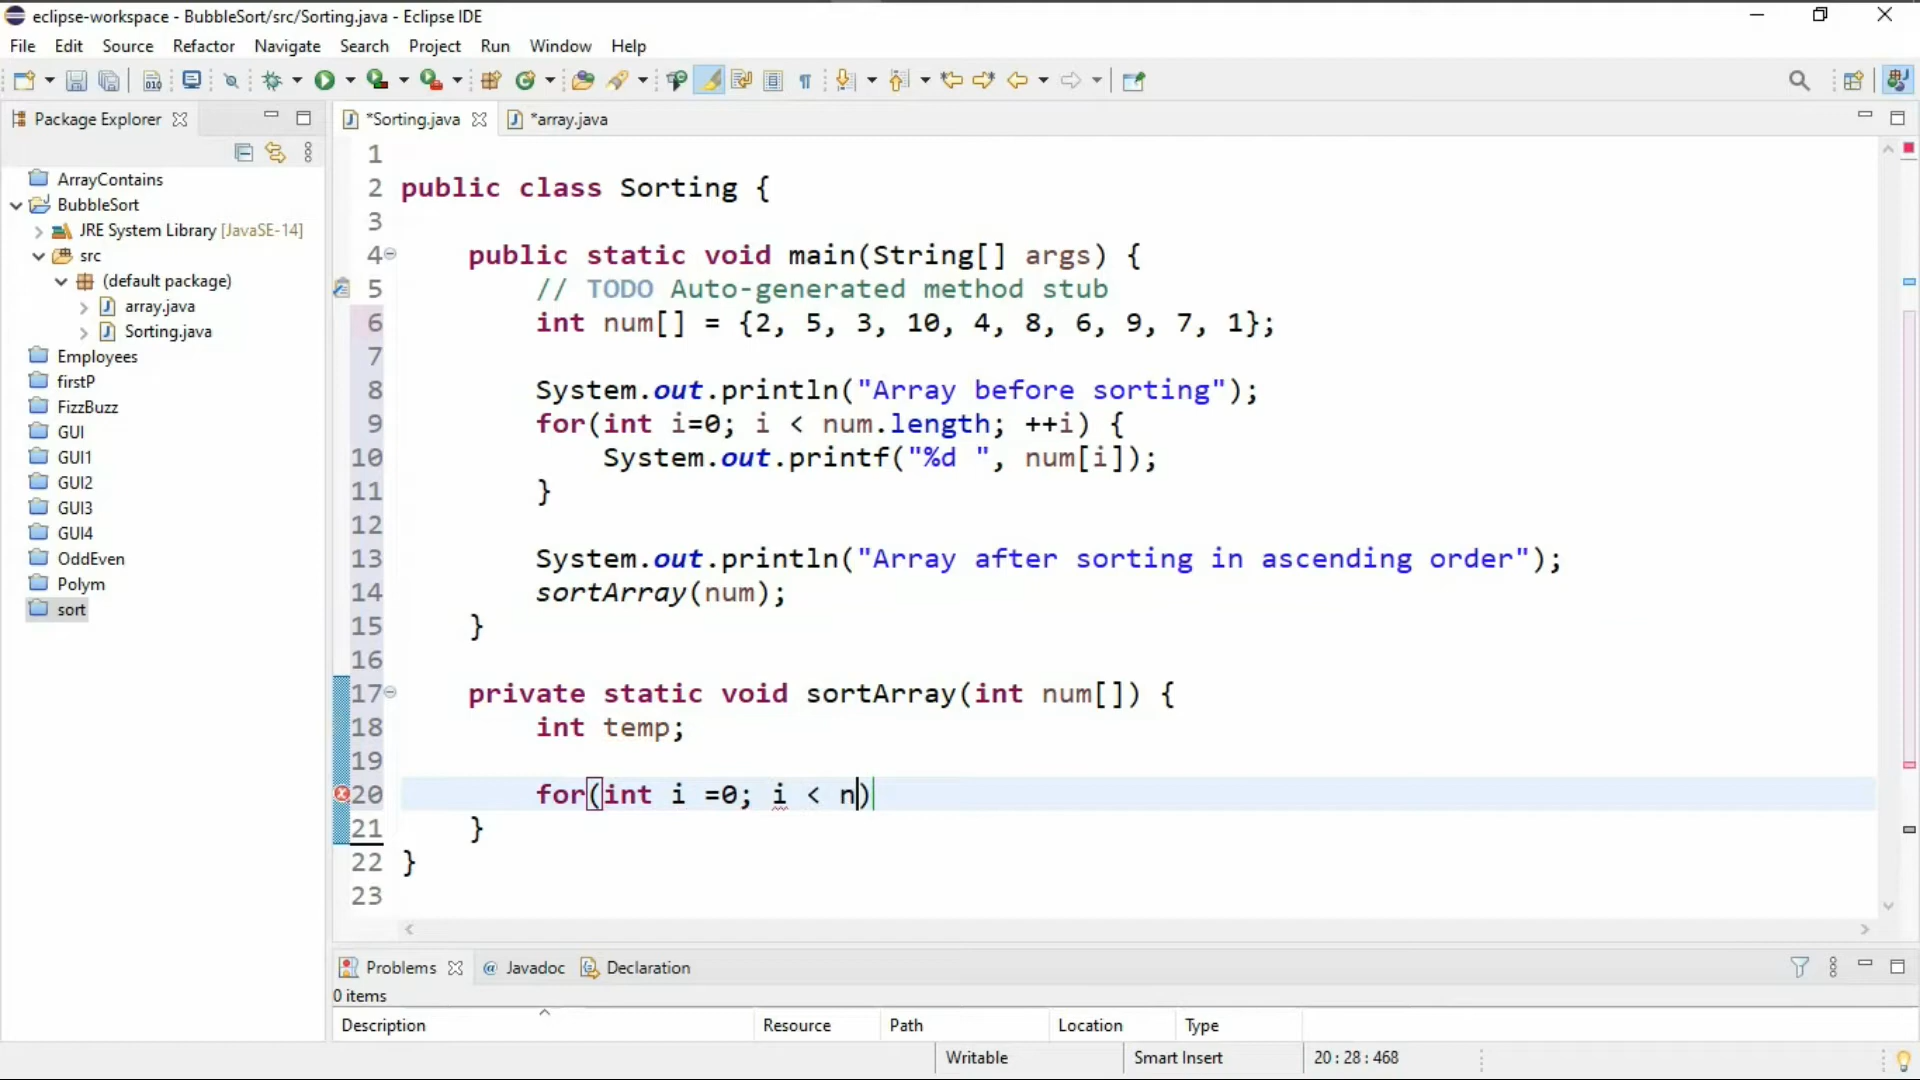 eclipse-workspace - BubbleSort/src/Sorting.java - Eclipse IDE
File Edit Source Refactor Navigate Search Project Run Window Help
Package Explorer
*Sorting.java *array.java
ArrayContains
BubbleSort
JRE System Library [JavaSE-14]
src
(default package)
array.java
Sorting.java
Employees
firstP
FizzBuzz
GUI
GUI1
GUI2
GUI3
GUI4
OddEven
Polym
sort
1
2 public class Sorting {
3
4 public static void main(String[] args) {
5 // TODO Auto-generated method stub
6 int num[] = {2, 5, 3, 10, 4, 8, 6, 9, 7, 1};
7
8 System.out.println("Array before sorting");
9 for(int i=0; i < num.length; ++i) {
10 System.out.printf("%d ", num[i]);
11 }
12
13 System.out.println("Array after sorting in ascending order");
14 sortArray(num);
15 }
16
17 private static void sortArray(int num[]) {
18 int temp;
19
20 for(int i =0; i < n)
21 }
22 }
23
Problems @ Javadoc Declaration
0 items
Description Resource Path Location Type
Writable Smart Insert 20 : 28 : 468